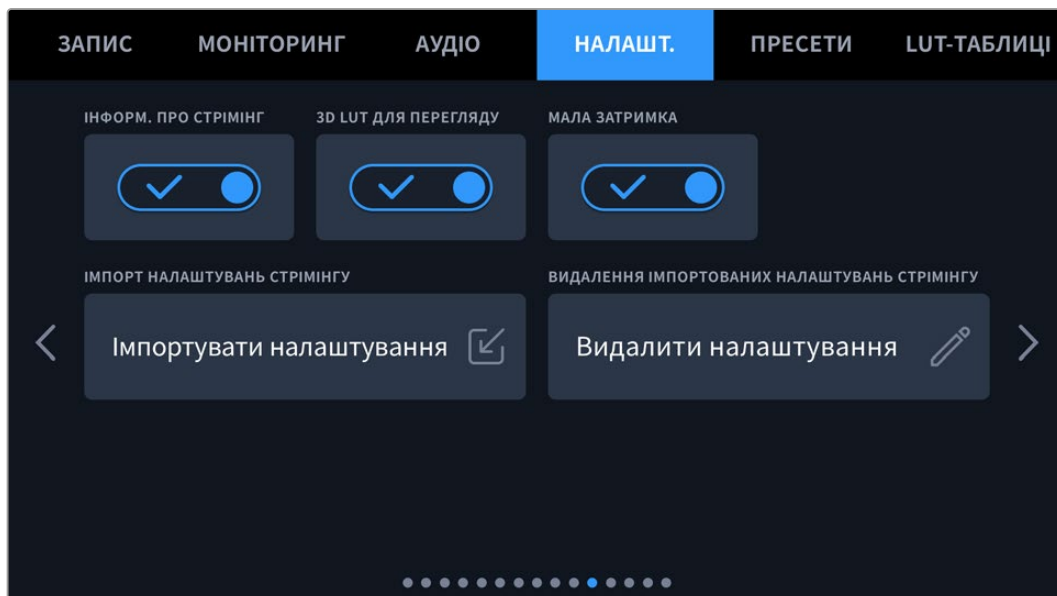 ЗАПИС МОНІТОРИНГ АУДІО НАЛАШТ. ПРЕСЕТИ LUT-ТАБЛИЦІ
ІНФОРМ. ПРО СТРІМІНГ 3D LUT ДЛЯ ПЕРЕГЛЯДУ МАЛА ЗАТРИМКА
ІМПОРТ НАЛАШТУВАНЬ СТРІМІНГУ ВИДАЛЕННЯ ІМПОРТОВАНИХ НАЛАШТУВАНЬ СТРІМІНГУ
Імпортувати налаштування Видалити налаштування